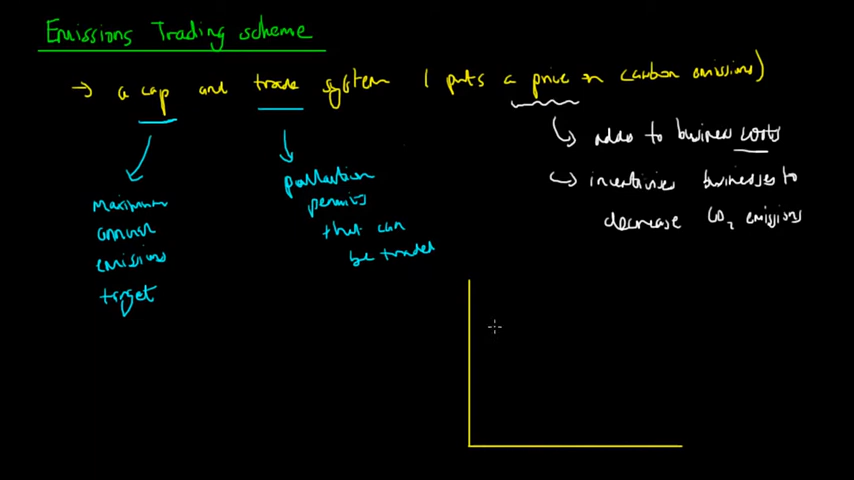 Emissions Trading scheme
→ a cap and trade system ( puts a price on carbon emissions)
↳ adds to business costs
↳ incentivises businesses to
decrease CO₂ emissions
maximum
annual
emissions
target
pollution
permits
that can
be traded